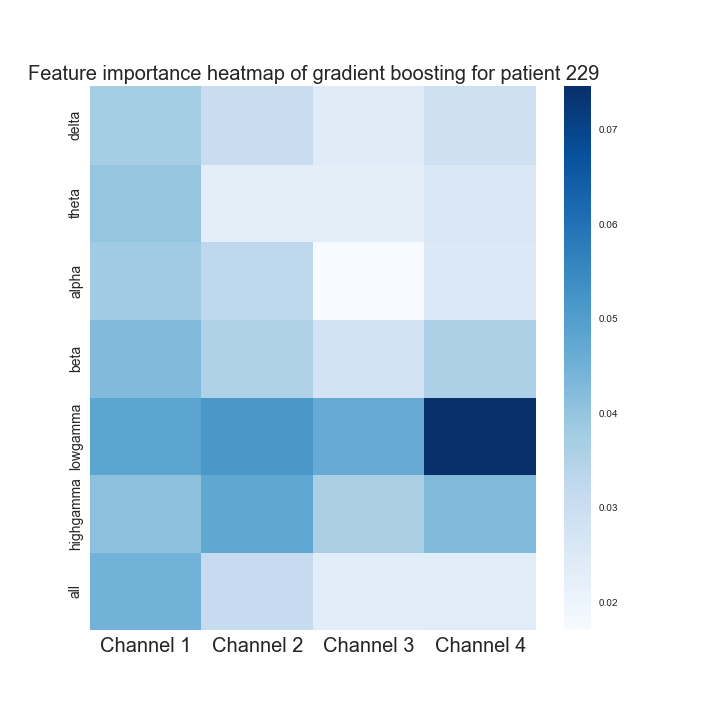 Feature importance heatmap of gradient boosting for patient 229
delta
theta
alpha
beta
lowgamma
highgamma
all
Channel 1 Channel 2 Channel 3 Channel 4
0.07
0.06
0.05
0.04
0.03
0.02